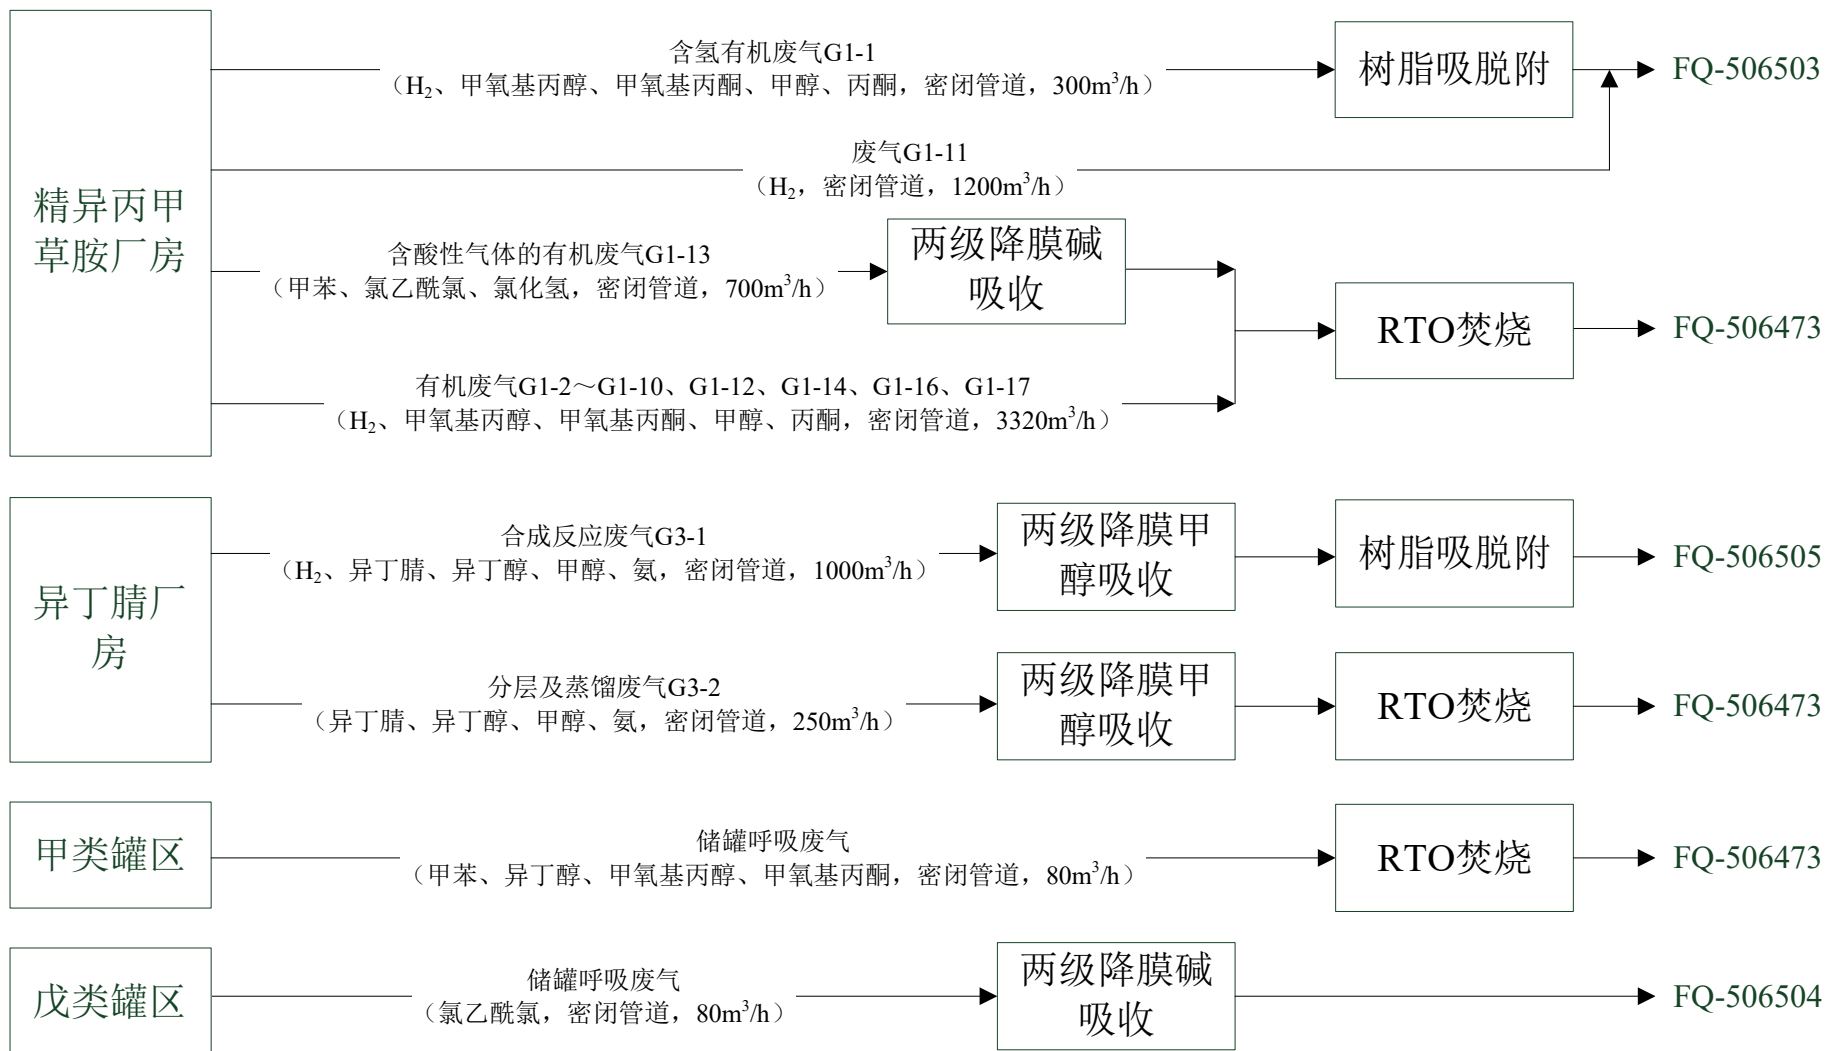 含氢有机废气G1-1
（H₂、甲氧基丙醇、甲氧基丙酮、甲醇、丙酮，密闭管道，300m³/h）
树脂吸脱附
FQ-506503
废气G1-11
（H₂，密闭管道，1200m³/h）
精异丙甲
草胺厂房
含酸性气体的有机废气G1-13
（甲苯、氯乙酰氯、氯化氢，密闭管道，700m³/h）
两级降膜碱
吸收
RTO焚烧
FQ-506473
有机废气G1-2～G1-10、G1-12、G1-14、G1-16、G1-17
（H₂、甲氧基丙醇、甲氧基丙酮、甲醇、丙酮，密闭管道，3320m³/h）
异丁腈厂
房
合成反应废气G3-1
（H₂、异丁腈、异丁醇、甲醇、氨，密闭管道，1000m³/h）
两级降膜甲
醇吸收
树脂吸脱附
FQ-506505
分层及蒸馏废气G3-2
（异丁腈、异丁醇、甲醇、氨，密闭管道，250m³/h）
两级降膜甲
醇吸收
RTO焚烧
FQ-506473
甲类罐区
储罐呼吸废气
（甲苯、异丁醇、甲氧基丙醇、甲氧基丙酮，密闭管道，80m³/h）
RTO焚烧
FQ-506473
戊类罐区
储罐呼吸废气
（氯乙酰氯，密闭管道，80m³/h）
两级降膜碱
吸收
FQ-506504